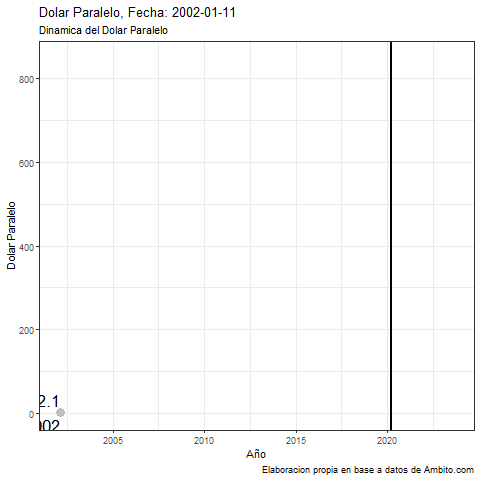 Dolar Paralelo, Fecha: 2002-01-11
Dinamica del Dolar Paralelo
800
600
400
200
0
Dolar Paralelo
2.1
002
2005
2010
2015
2020
Año
Elaboracion propia en base a datos de Ambito.com